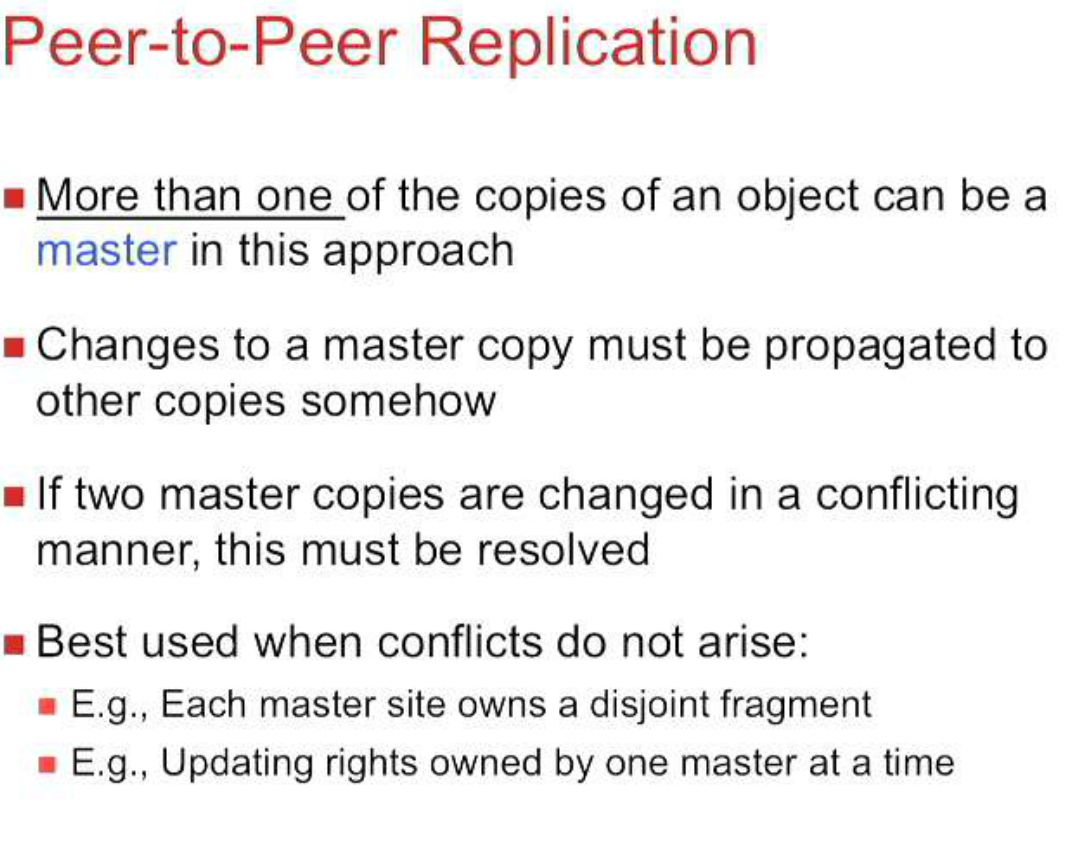 Peer-to-Peer Replication
More than one of the copies of an object can be a
master in this approach
Changes to a master copy must be propagated to
other copies somehow
If two master copies are changed in a conflicting
manner, this must be resolved
Best used when conflicts do not arise:
E.g., Each master site owns a disjoint fragment
E.g., Updating rights owned by one master at a time